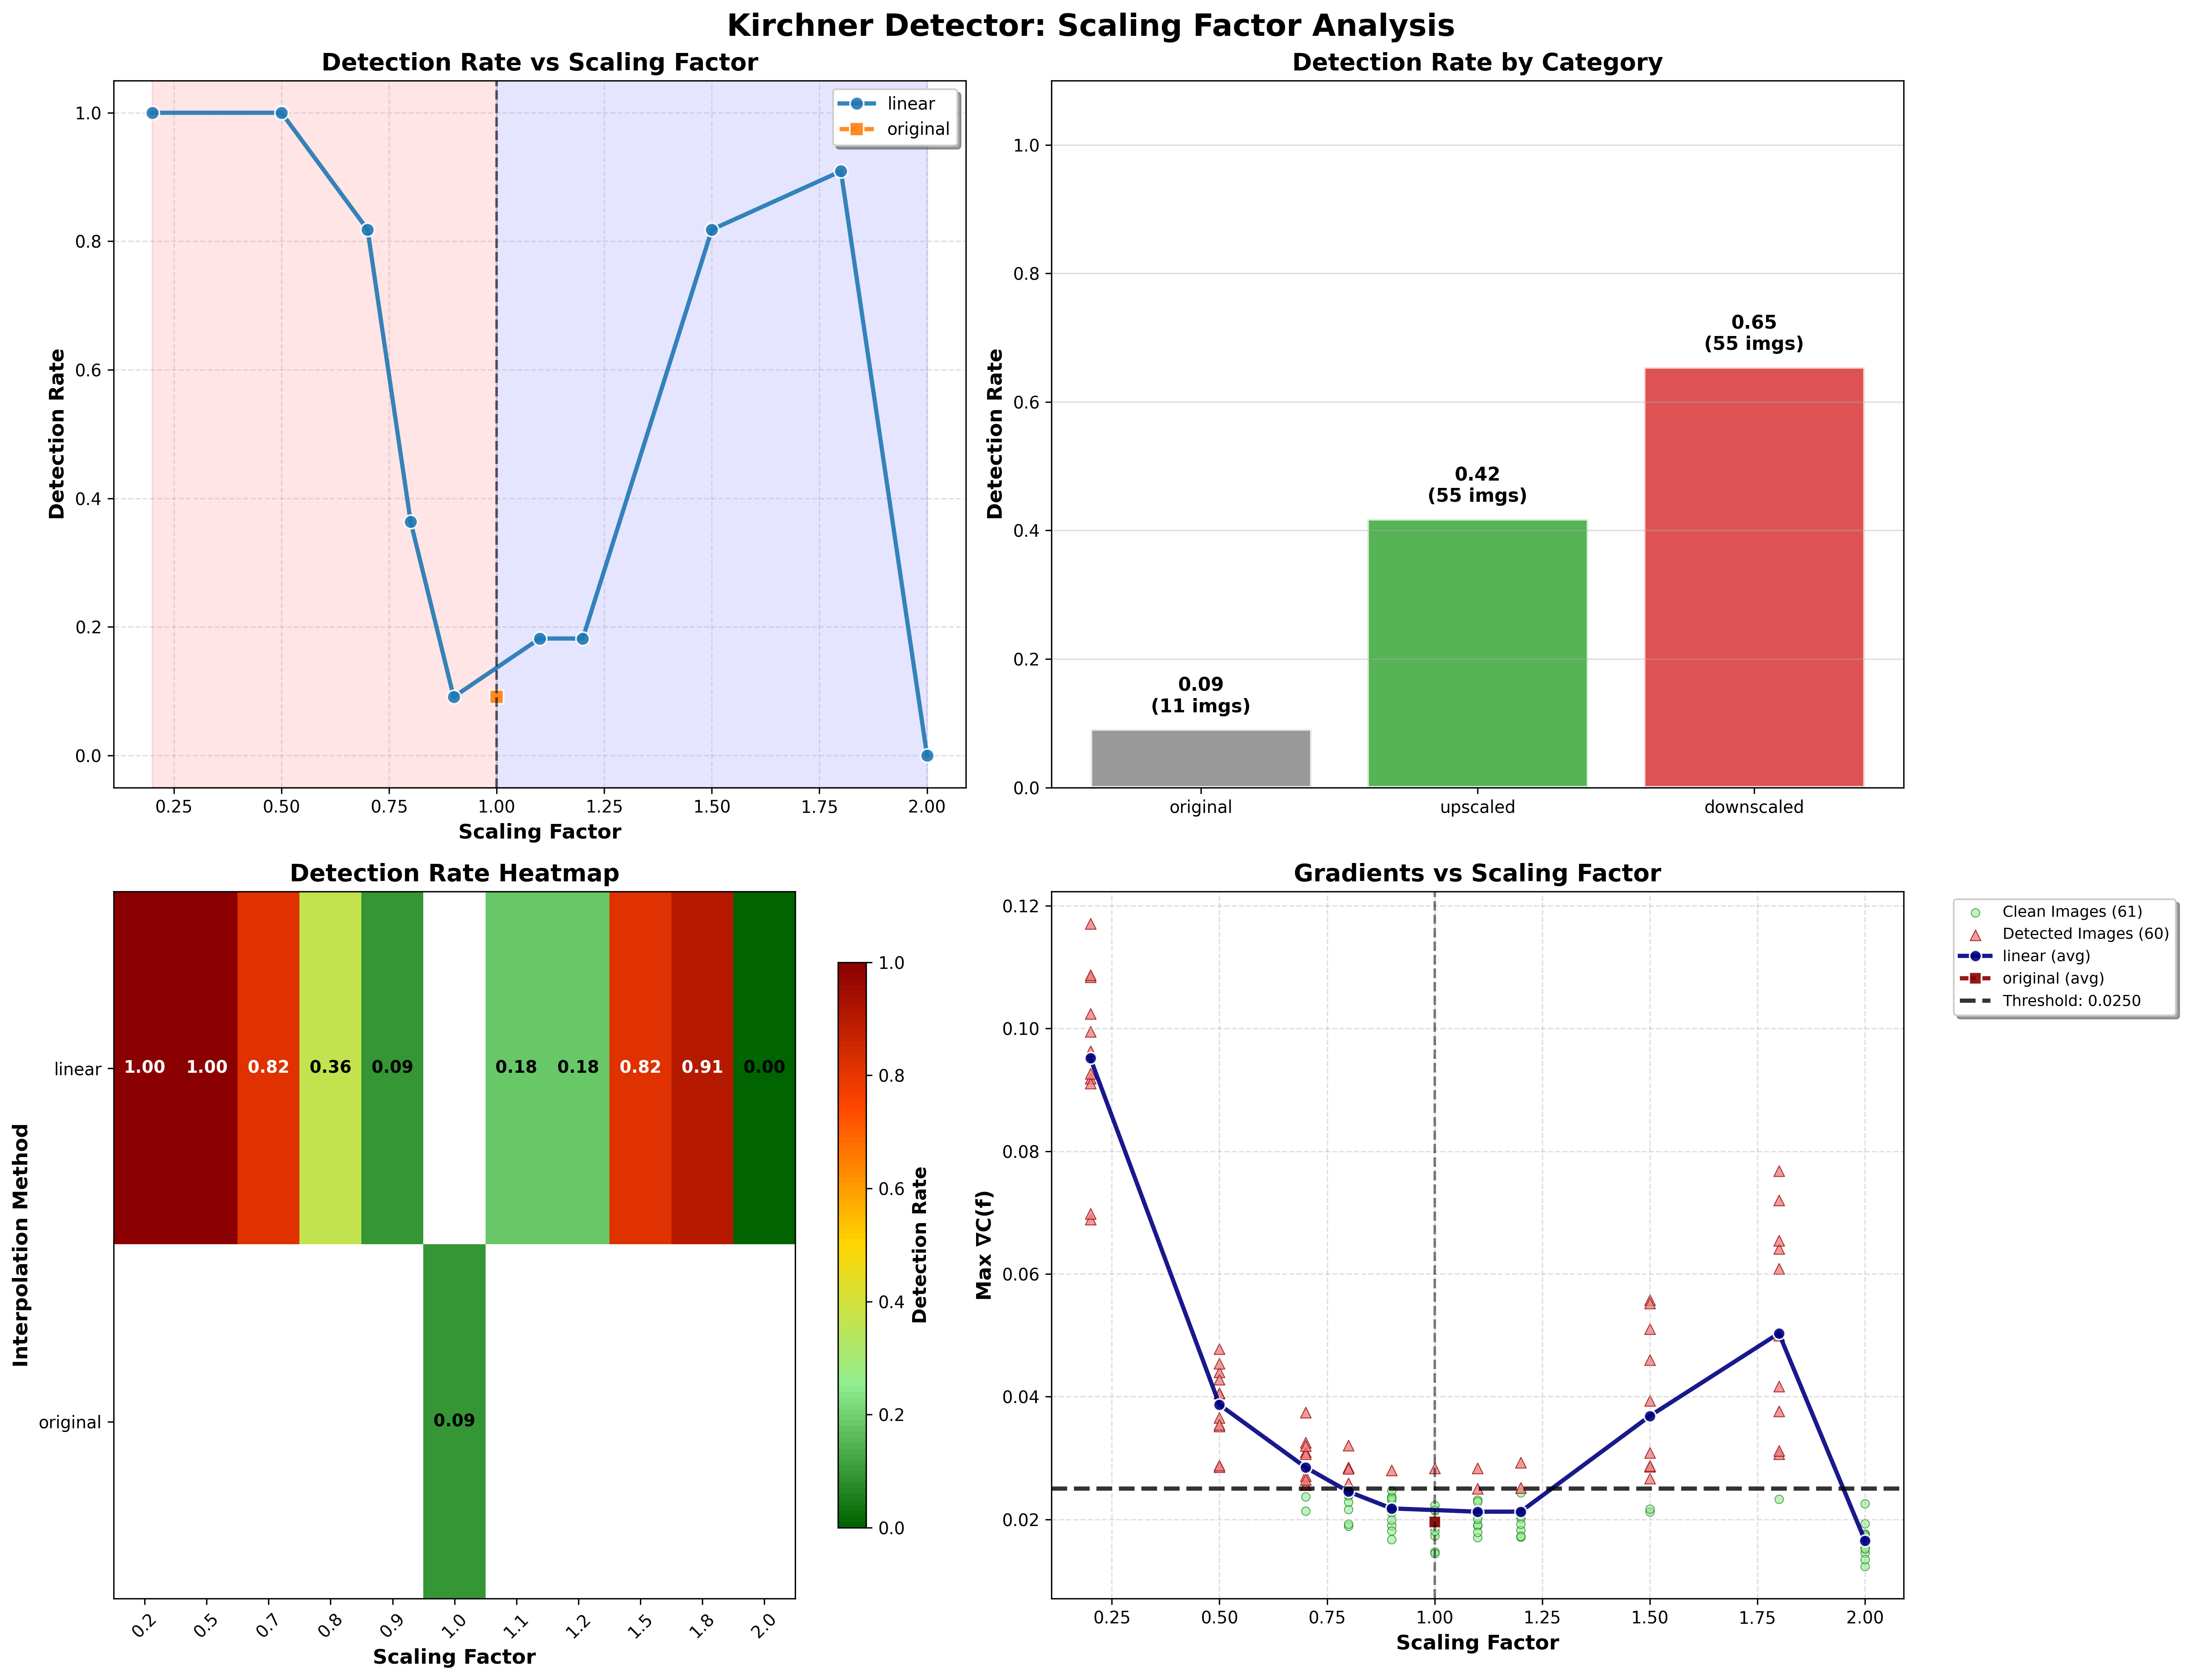 Kirchner Detector: Scaling Factor Analysis
Detection Rate vs Scaling Factor
Detection Rate
1.0
0.8
0.6
0.4
0.2
0.0
linear
original
0.25 0.50 0.75 1.00 1.25 1.50 1.75 2.00
Scaling Factor
Detection Rate by Category
Detection Rate
1.0
0.8
0.6
0.4
0.2
0.0
0.09
(11 imgs)
0.42
(55 imgs)
0.65
(55 imgs)
original upscaled downscaled
Detection Rate Heatmap
Interpolation Method
linear
original
1.00 1.00 0.82 0.36 0.09 0.18 0.18 0.82 0.91 0.00
0.09
0.2 0.5 0.7 0.8 0.9 1.0 1.1 1.2 1.5 1.8 2.0
Scaling Factor
1.0
0.8
0.6
0.4
0.2
0.0
Detection Rate
Gradients vs Scaling Factor
Max ∇C(f)
0.12
0.10
0.08
0.06
0.04
0.02
0.25 0.50 0.75 1.00 1.25 1.50 1.75 2.00
Scaling Factor
Clean Images (61)
Detected Images (60)
linear (avg)
original (avg)
Threshold: 0.0250